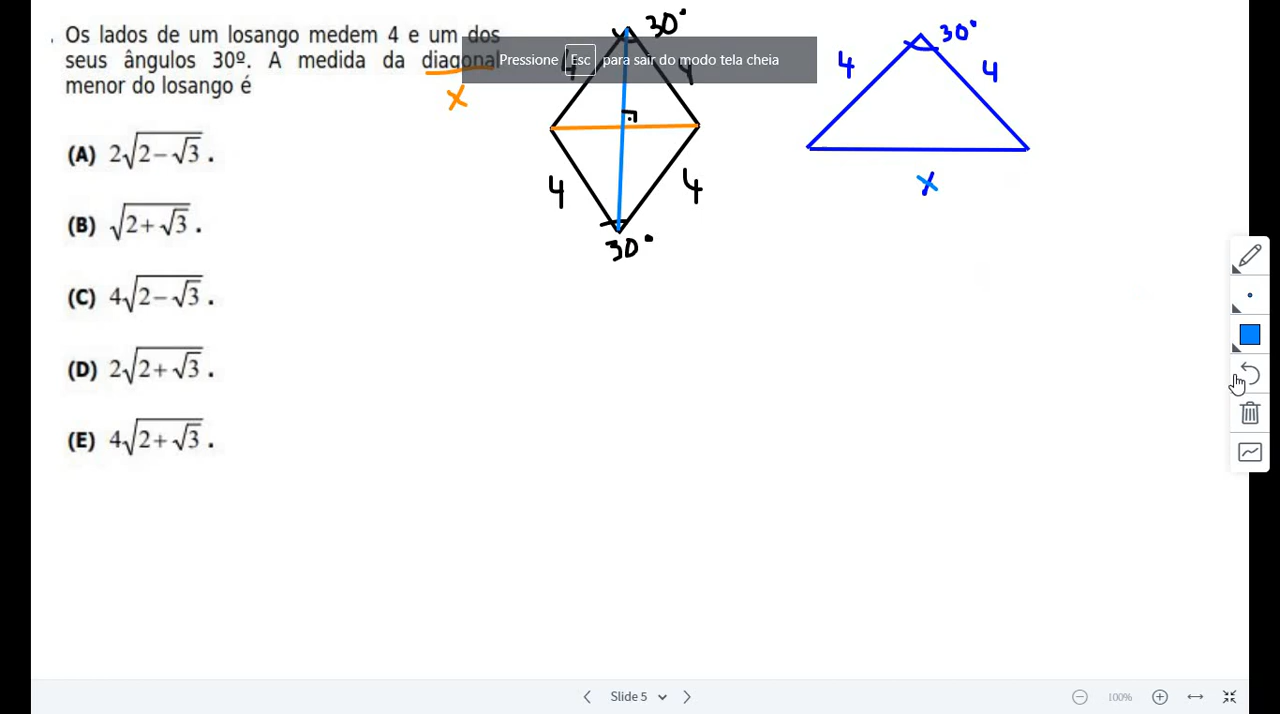 Os lados de um losango medem 4 e um dos
seus ângulos 30º. A medida da diagonal
menor do losango é
x
(A) 2√(2−√3) .
(B) √(2+√3) .
(C) 4√(2−√3) .
(D) 2√(2+√3) .
(E) 4√(2+√3) .
30°
Pressione Esc para sair do modo tela cheia
4
4
4
4
30°
30°
4
4
x
Slide 5
100%